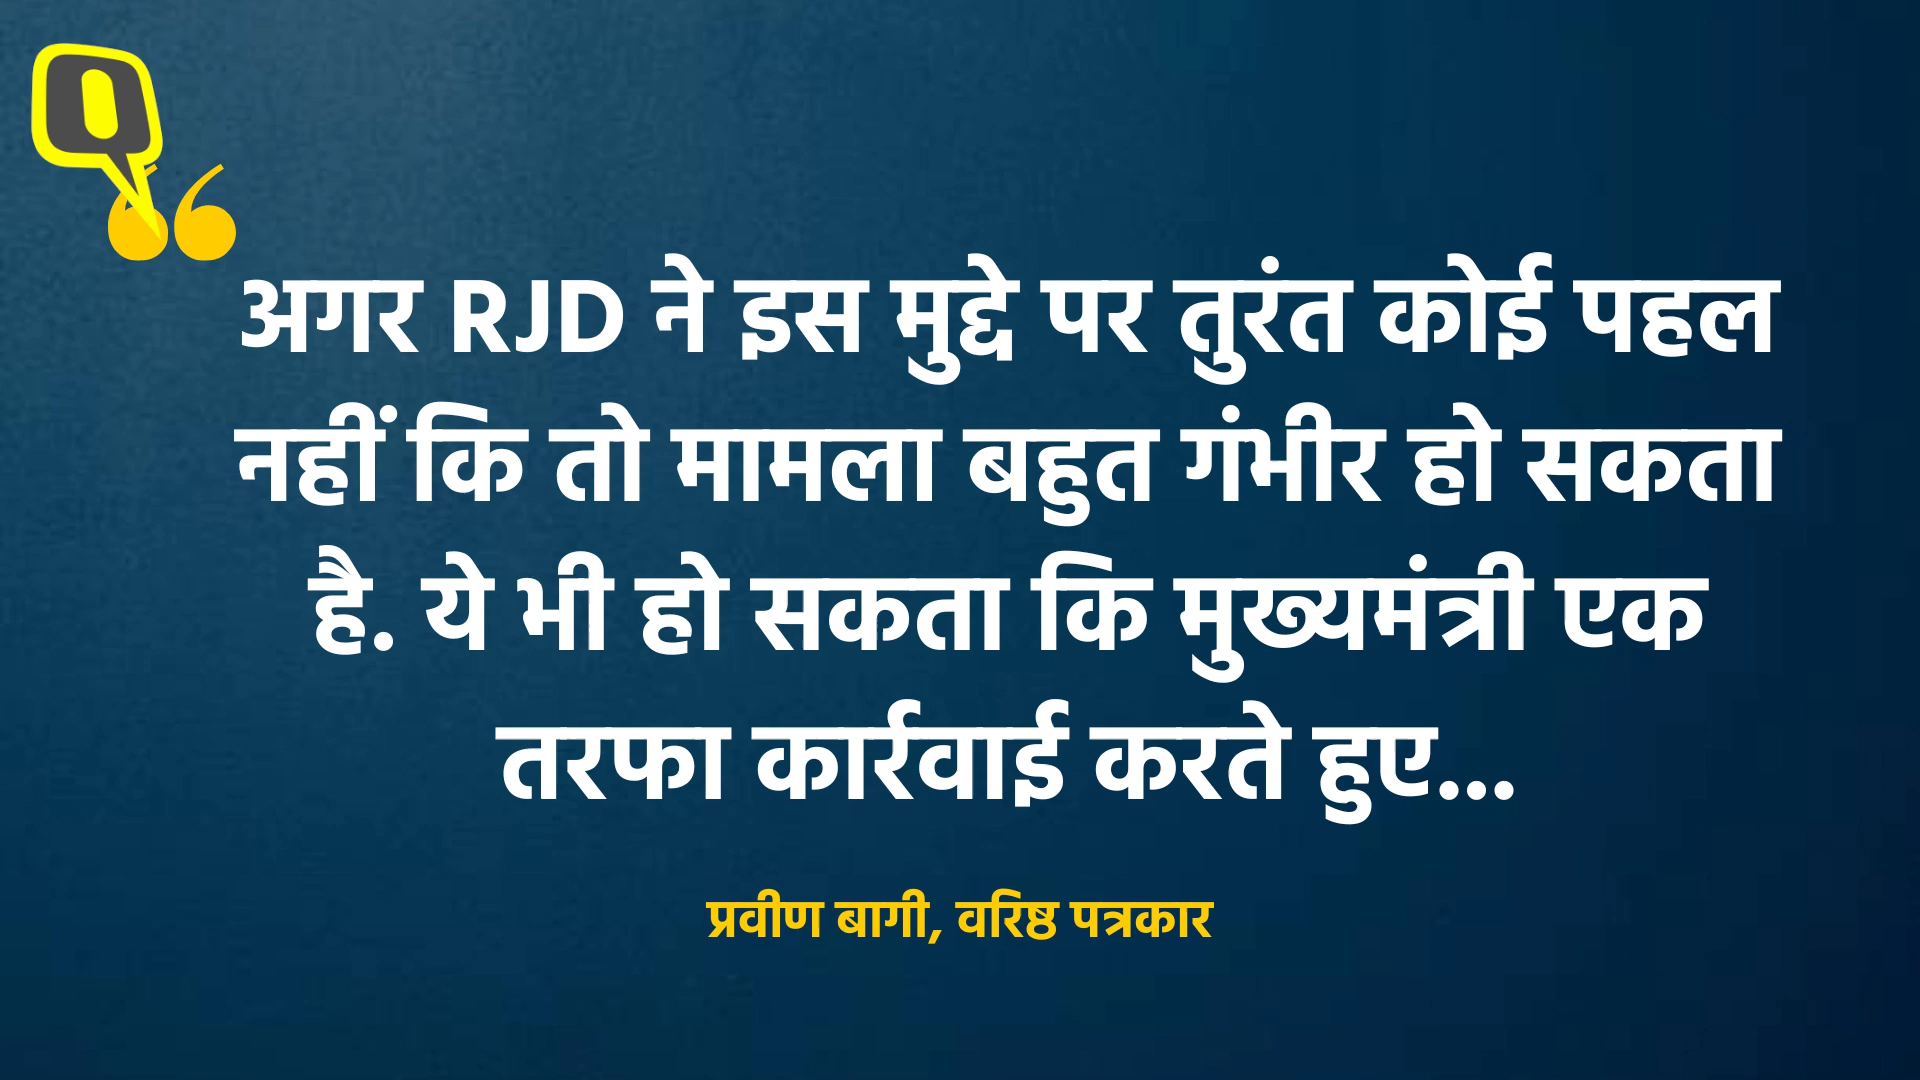 अगर RJD ने इस मुद्दे पर तुरंत कोई पहल
नहीं कि तो मामला बहुत गंभीर हो सकता
है. ये भी हो सकता कि मुख्यमंत्री एक
तरफा कार्रवाई करते हुए...
प्रवीण बागी, वरिष्ठ पत्रकार